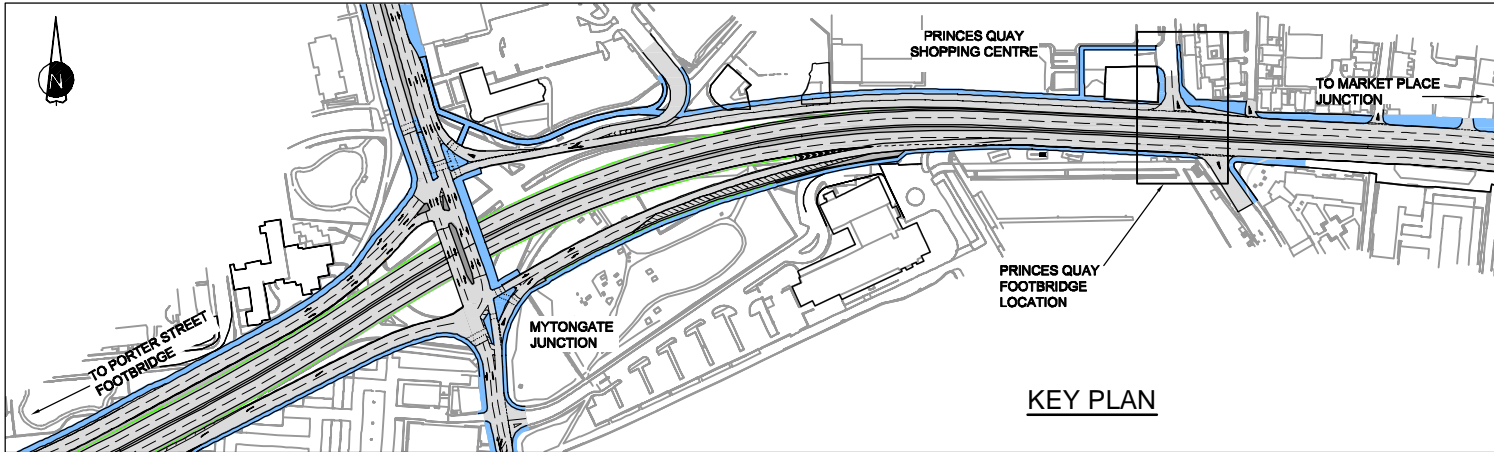 N
PRINCES QUAY
SHOPPING CENTRE
TO MARKET PLACE
JUNCTION
PRINCES QUAY
FOOTBRIDGE
LOCATION
MYTONGATE
JUNCTION
TO PORTER STREET
FOOTBRIDGE
KEY PLAN